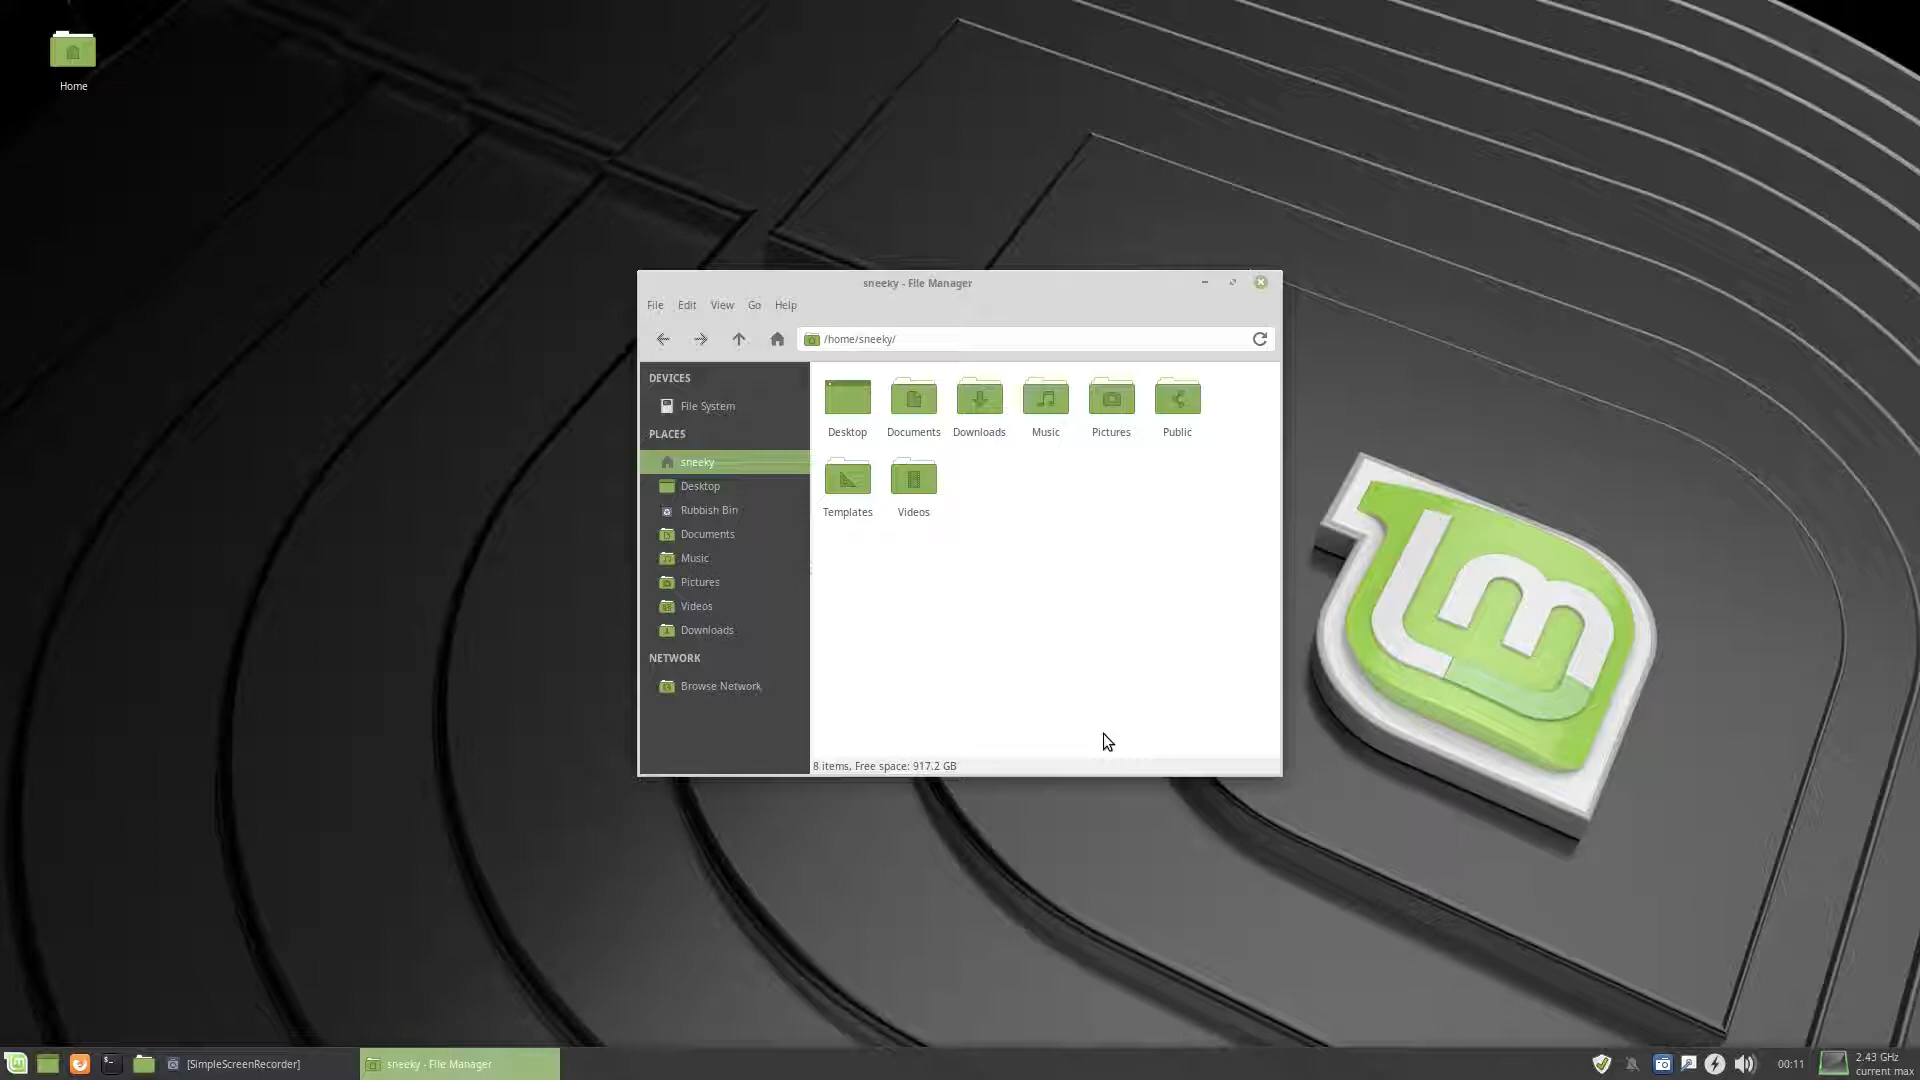 Home
sneeky - File Manager
File Edit View Go Help
/home/sneeky/
DEVICES
File System
PLACES
sneeky
Desktop
Rubbish Bin
Documents
Music
Pictures
Videos
Downloads
NETWORK
Browse Network
Desktop Documents Downloads Music Pictures Public
Templates Videos
8 items, Free space: 917.2 GB
lm
[SimpleScreenRecorder]
sneeky - File Manager
00:11
2.43 GHz
current max